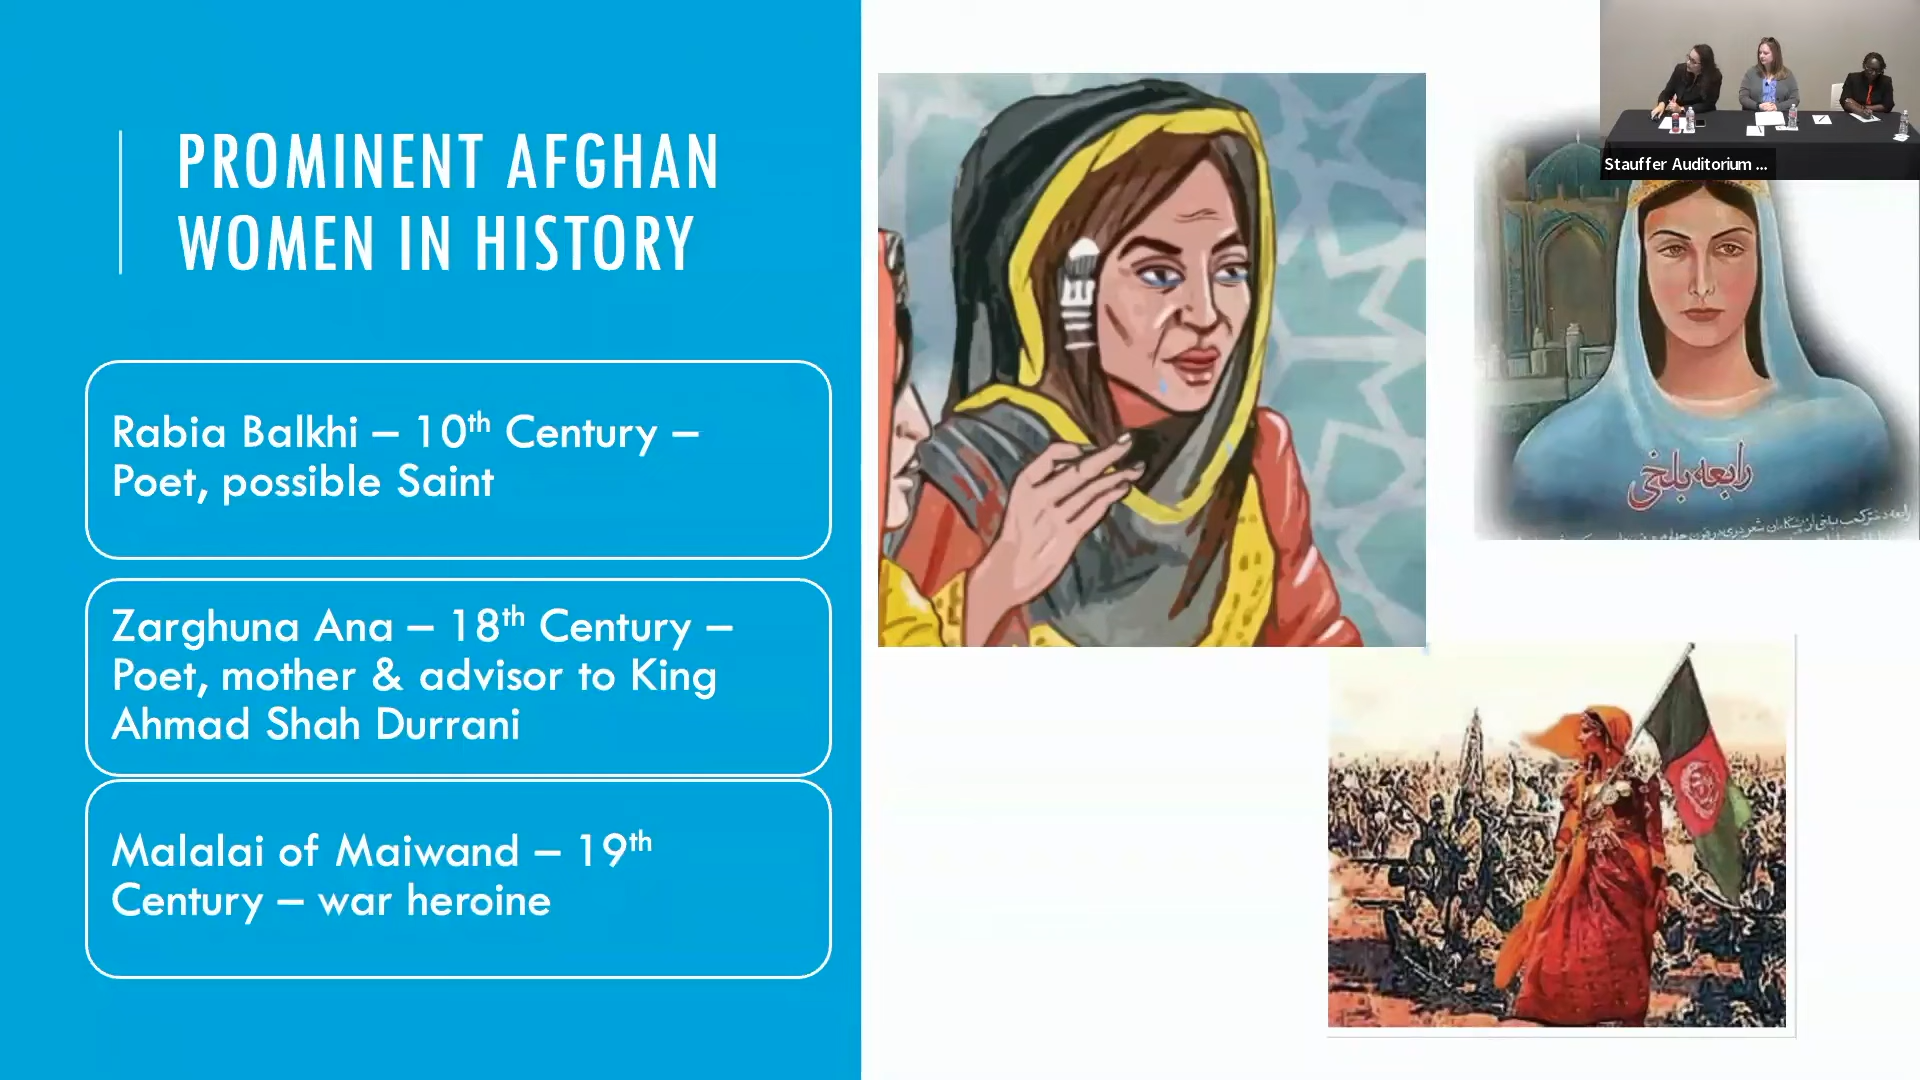 PROMINENT AFGHAN
WOMEN IN HISTORY
Rabia Balkhi – 10th Century –
Poet, possible Saint
Zarghuna Ana – 18th Century –
Poet, mother & advisor to King
Ahmad Shah Durrani
Malalai of Maiwand – 19th
Century – war heroine
Stauffer Auditorium ...
رابعه بلخی